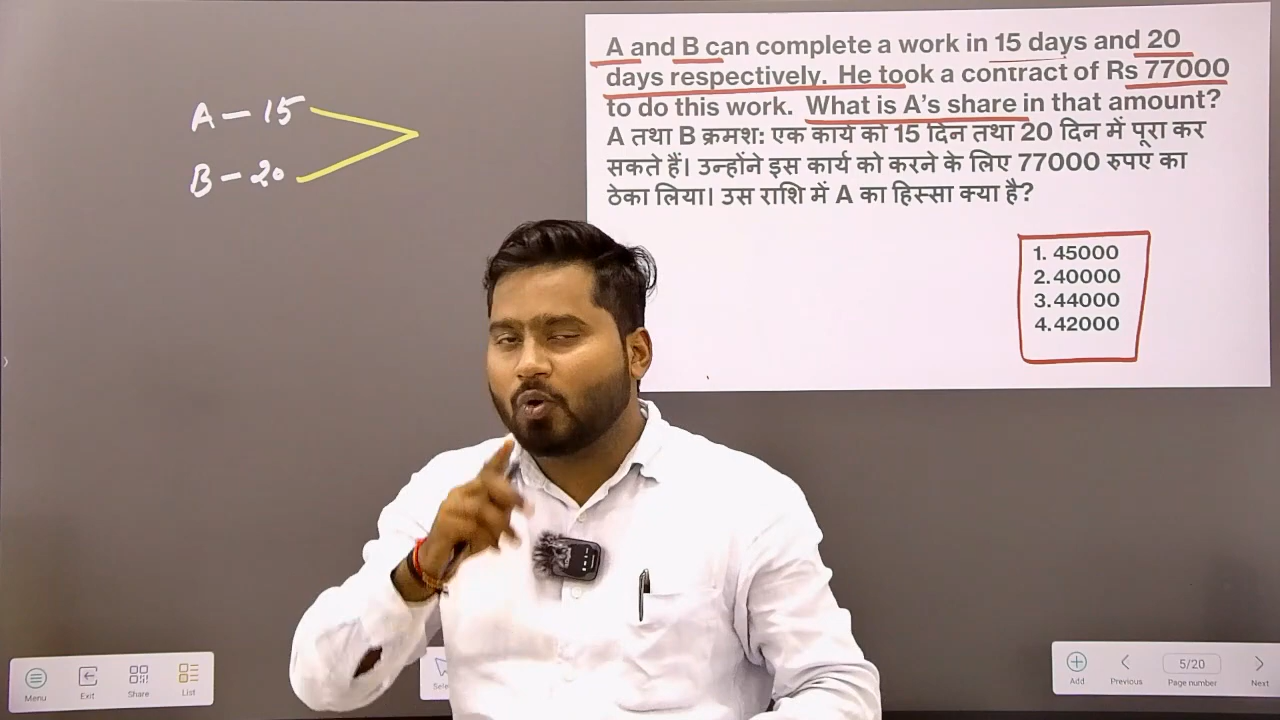 A and B can complete a work in 15 days and 20
days respectively. He took a contract of Rs 77000
to do this work. What is A's share in that amount?
A तथा B क्रमश: एक कार्य को 15 दिन तथा 20 दिन में पूरा कर
सकते हैं। उन्होंने इस कार्य को करने के लिए 77000 रुपए का
ठेका लिया। उस राशि में A का हिस्सा क्या है?
A – 15
B – 20
1. 45000
2. 40000
3. 44000
4. 42000
Menu
Exit
Share
List
Add
Previous
5/20
Page number
Next